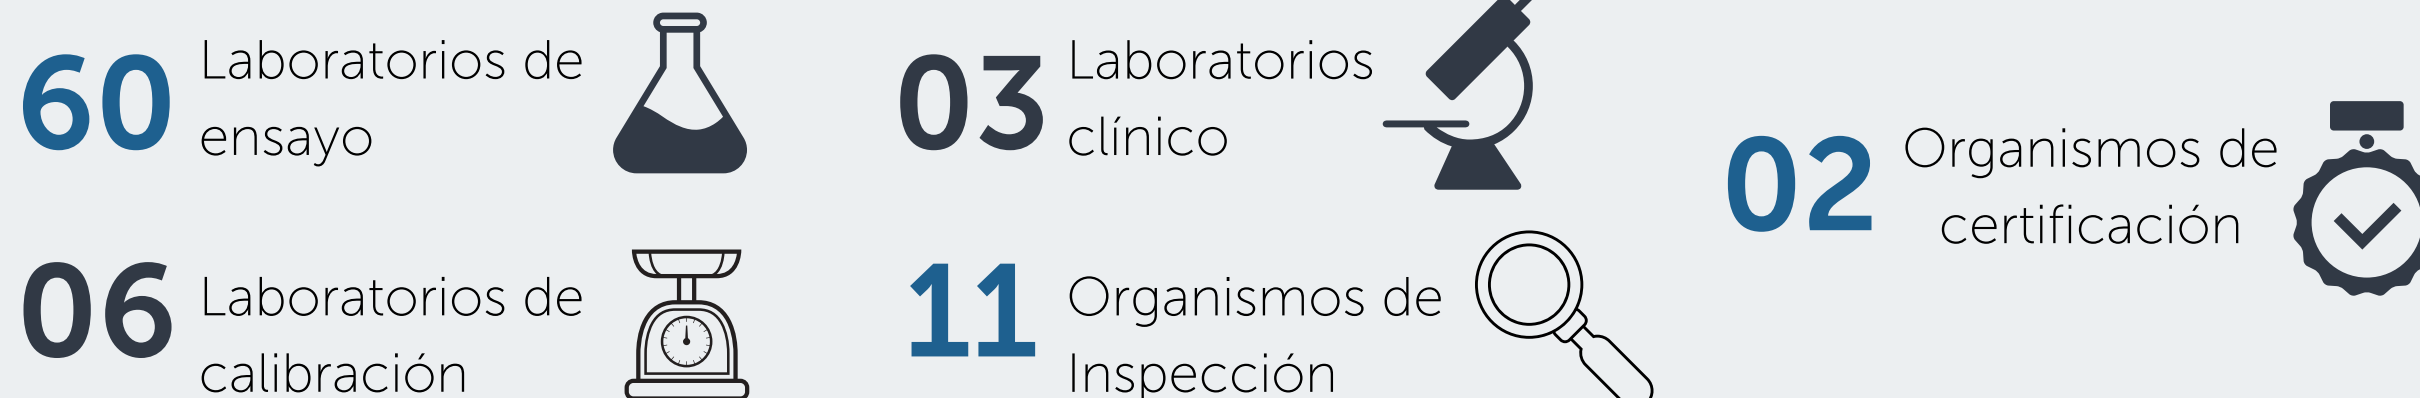 60
Laboratorios de
ensayo
03
Laboratorios
clínico
02
Organismos de
certificación
06
Laboratorios de
calibración
11
Organismos de
Inspección